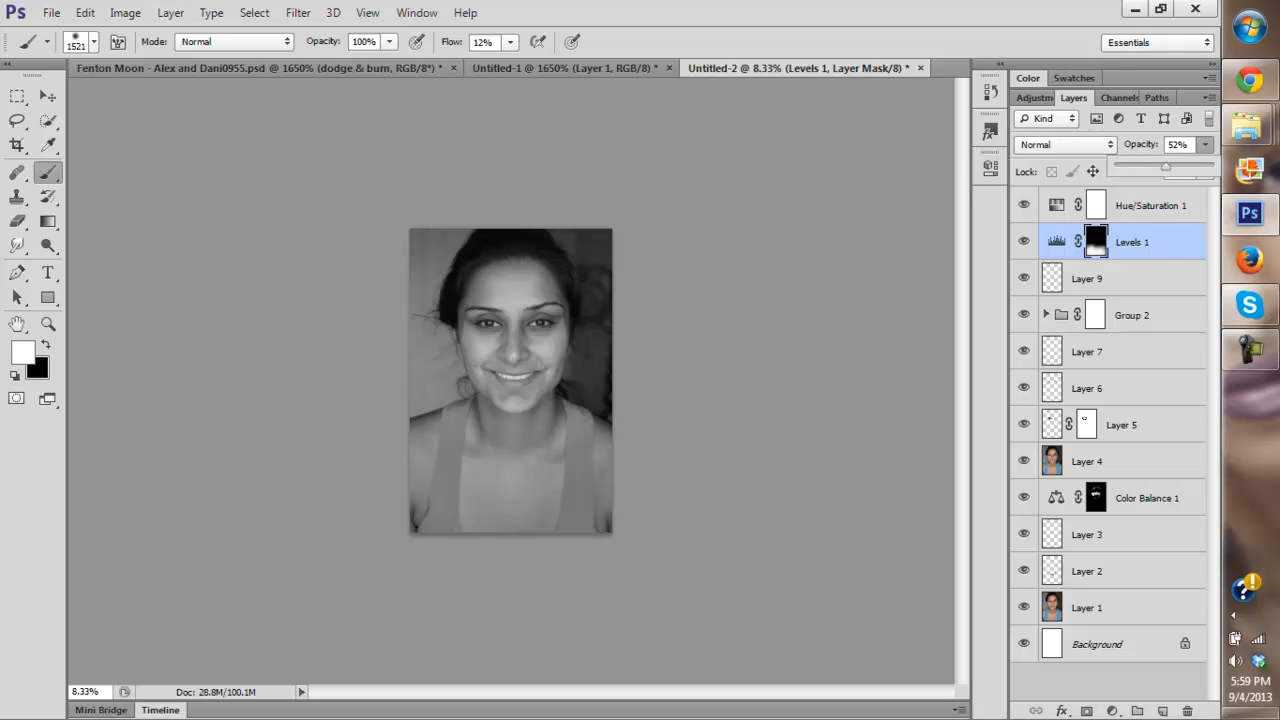 Ps File Edit Image Layer Type Select Filter 3D View Window Help
1521 Mode: Normal Opacity: 100% Flow: 12% Essentials
Fenton Moon - Alex and Dani0955.psd @ 1650% (dodge & burn, RGB/8*) * × Untitled-1 @ 1650% (Layer 1, RGB/8) * × Untitled-2 @ 8.33% (Levels 1, Layer Mask/8) * ×
Color Swatches
Adjustm Layers Channels Paths
Kind
Normal Opacity: 52%
Lock:
Hue/Saturation 1
Levels 1
Layer 9
Group 2
Layer 7
Layer 6
Layer 5
Layer 4
Color Balance 1
Layer 3
Layer 2
Layer 1
Background
8.33% Doc: 28.8M/100.1M
Mini Bridge Timeline
Ps
5:59 PM
9/4/2013